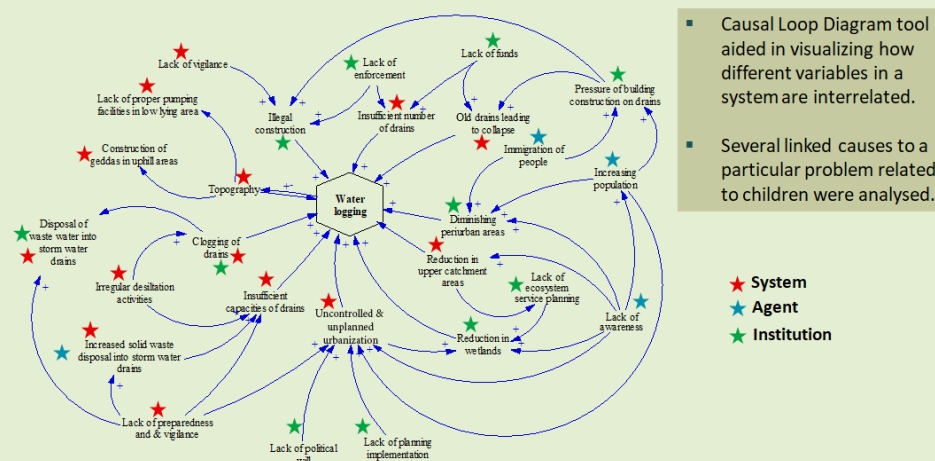 Lack of vigilance
Lack of proper pumping
facilities in low lying area
Construction of
geddas in uphill areas
Topography
Disposal of
waste water into
storm water
drains
Clogging of
drains
Irregular desiltation
activities
Insufficient
capacities of drains
Increased solid waste
disposal into storm water
drains
Lack of preparedness
and & vigilance
Lack of
enforcement
Illegal
construction
Lack of funds
Insufficient number
of drains
Old drains leading
to collapse
Pressure of building
construction on drains
Immigration of
people
Increasing
population
Water
logging
Diminishing
periurban areas
Reduction in
upper catchment
areas
Lack of
ecosystem
service planning
Reduction in
wetlands
Lack of
awareness
Uncontrolled &
unplanned
urbanization
Lack of political
Lack of planning
implementation
▪ Causal Loop Diagram tool
aided in visualizing how
different variables in a
system are interrelated.
▪ Several linked causes to a
particular problem related
to children were analysed.
System
Agent
Institution